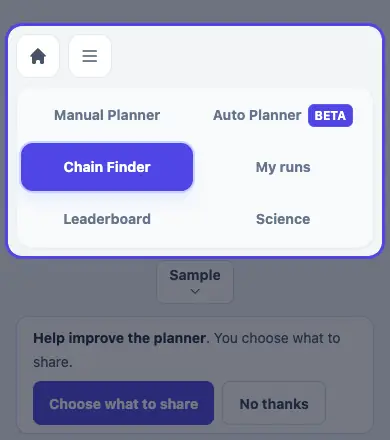 Manual Planner
Auto Planner BETA
Chain Finder
My runs
Leaderboard
Science
Sample
Help improve the planner. You choose what to
share.
Choose what to share
No thanks